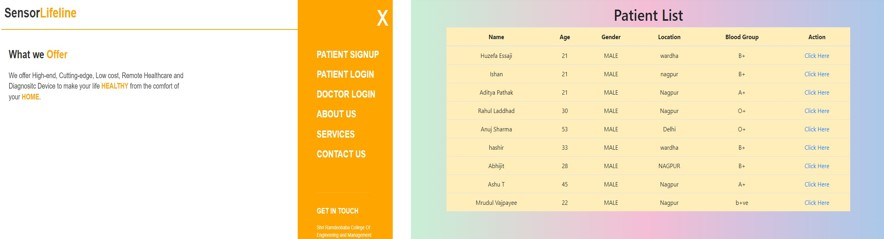 SensorLifeline
X
What we Offer
We offer High-end, Cutting-edge, Low cost, Remote Healthcare and
Diagnositc Device to make your life HEALTHY from the comfort of
your HOME.
PATIENT SIGNUP
PATIENT LOGIN
DOCTOR LOGIN
ABOUT US
SERVICES
CONTACT US
GET IN TOUCH
Shri Ramdeobaba College Of
Engineering and Management
Patient List
Name Age Gender Location Blood Group Action
Huzefa Essaji 21 MALE wardha B+ Click Here
Ishan 21 MALE nagpur B+ Click Here
Aditya Pathak 21 MALE Nagpur A+ Click Here
Rahul Laddhad 30 MALE Nagpur O+ Click Here
Anuj Sharma 53 MALE Delhi O+ Click Here
hashir 33 MALE wardha B+ Click Here
Abhijit 28 MALE NAGPUR B+ Click Here
Ashu T 45 MALE Nagpur A+ Click Here
Mrudul Vajpayee 22 MALE Nagpur b+ve Click Here